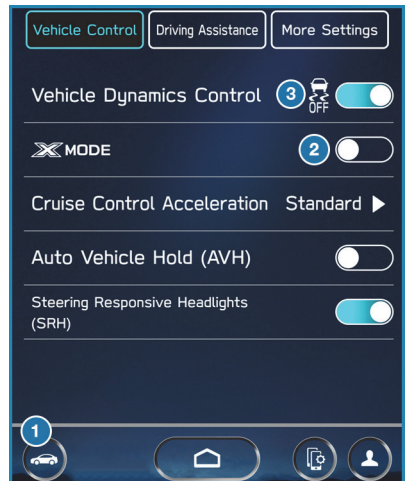 Vehicle Control Driving Assistance More Settings
Vehicle Dynamics Control 3 OFF
X MODE 2
Cruise Control Acceleration Standard
Auto Vehicle Hold (AVH)
Steering Responsive Headlights
(SRH)
1